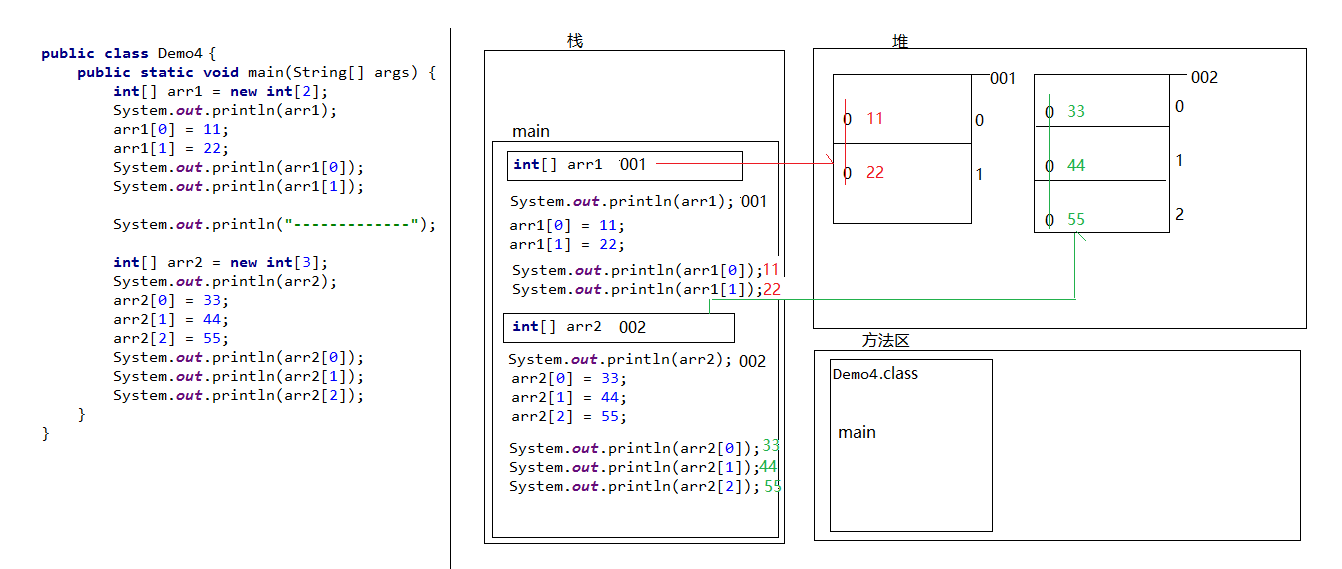 public class Demo4 {
public static void main(String[] args) {
int[] arr1 = new int[2];
System.out.println(arr1);
arr1[0] = 11;
arr1[1] = 22;
System.out.println(arr1[0]);
System.out.println(arr1[1]);
System.out.println("-------------");
int[] arr2 = new int[3];
System.out.println(arr2);
arr2[0] = 33;
arr2[1] = 44;
arr2[2] = 55;
System.out.println(arr2[0]);
System.out.println(arr2[1]);
System.out.println(arr2[2]);
}
}
栈
main
int[] arr1 001
System.out.println(arr1); 001
arr1[0] = 11;
arr1[1] = 22;
System.out.println(arr1[0]);11
System.out.println(arr1[1]);22
int[] arr2 002
System.out.println(arr2); 002
arr2[0] = 33;
arr2[1] = 44;
arr2[2] = 55;
System.out.println(arr2[0]);33
System.out.println(arr2[1]);44
System.out.println(arr2[2]);55
堆
001
0 11 0
0 22 1
002
0 33 0
0 44 1
0 55 2
方法区
Demo4.class
main